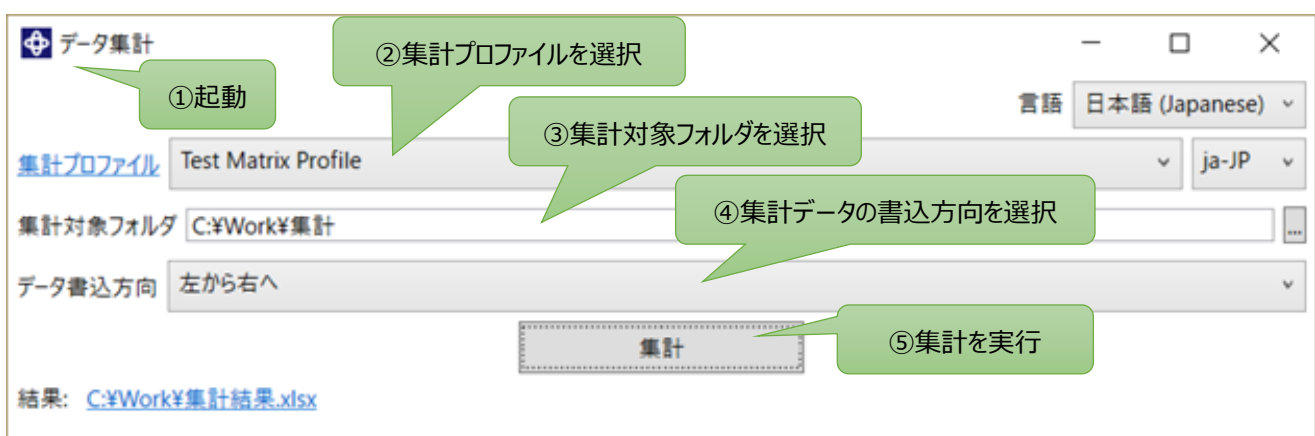 データ集計
②集計プロファイルを選択
①起動
言語 日本語 (Japanese)
③集計対象フォルダを選択
集計プロファイル Test Matrix Profile ja-JP
④集計データの書込方向を選択
集計対象フォルダ C:¥Work¥集計 ...
データ書込方向 左から右へ
集計 ⑤集計を実行
結果: C:¥Work¥集計結果.xlsx